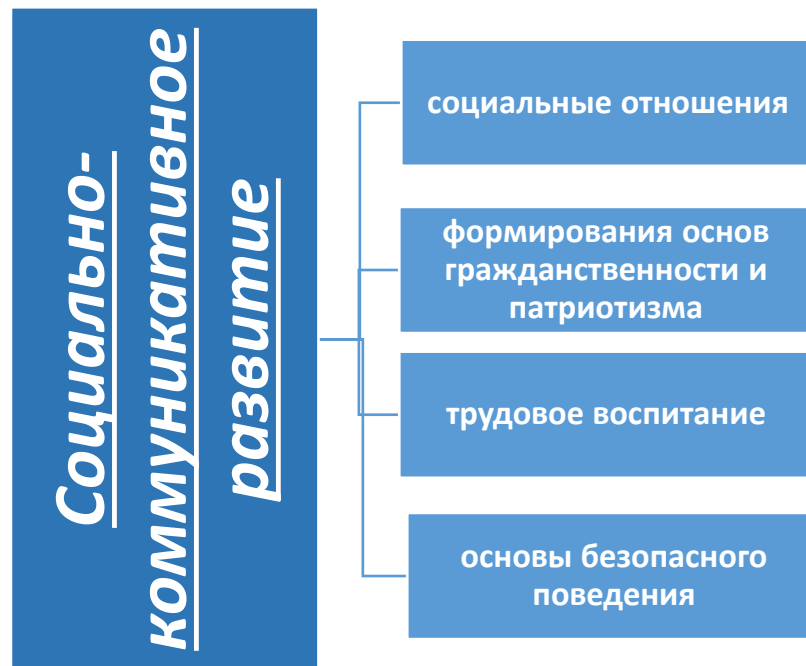 Социально-
коммуникативное
развитие
социальные отношения
формирования основ
гражданственности и
патриотизма
трудовое воспитание
основы безопасного
поведения